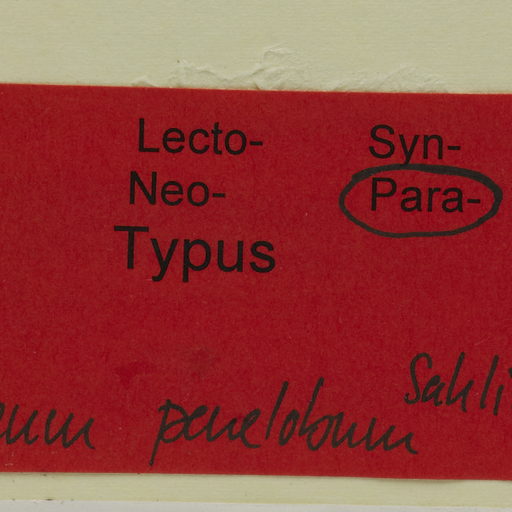 Lecto- Syn-
Neo- Para-
Typus
penelobum Sahli